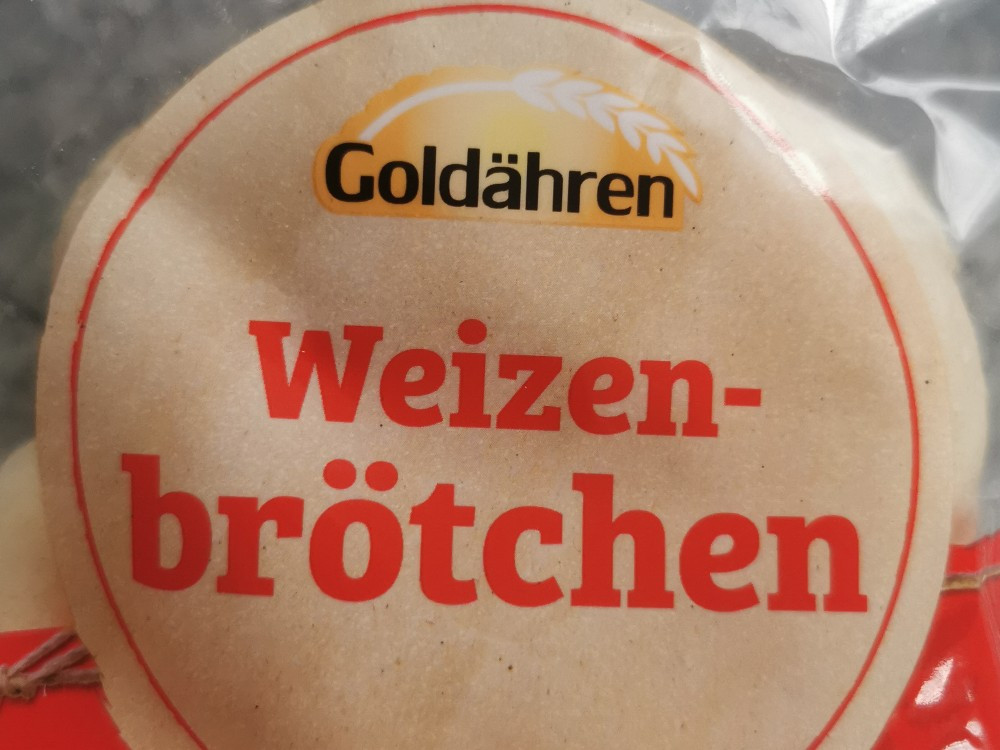 Goldähren
Weizen-
brötchen